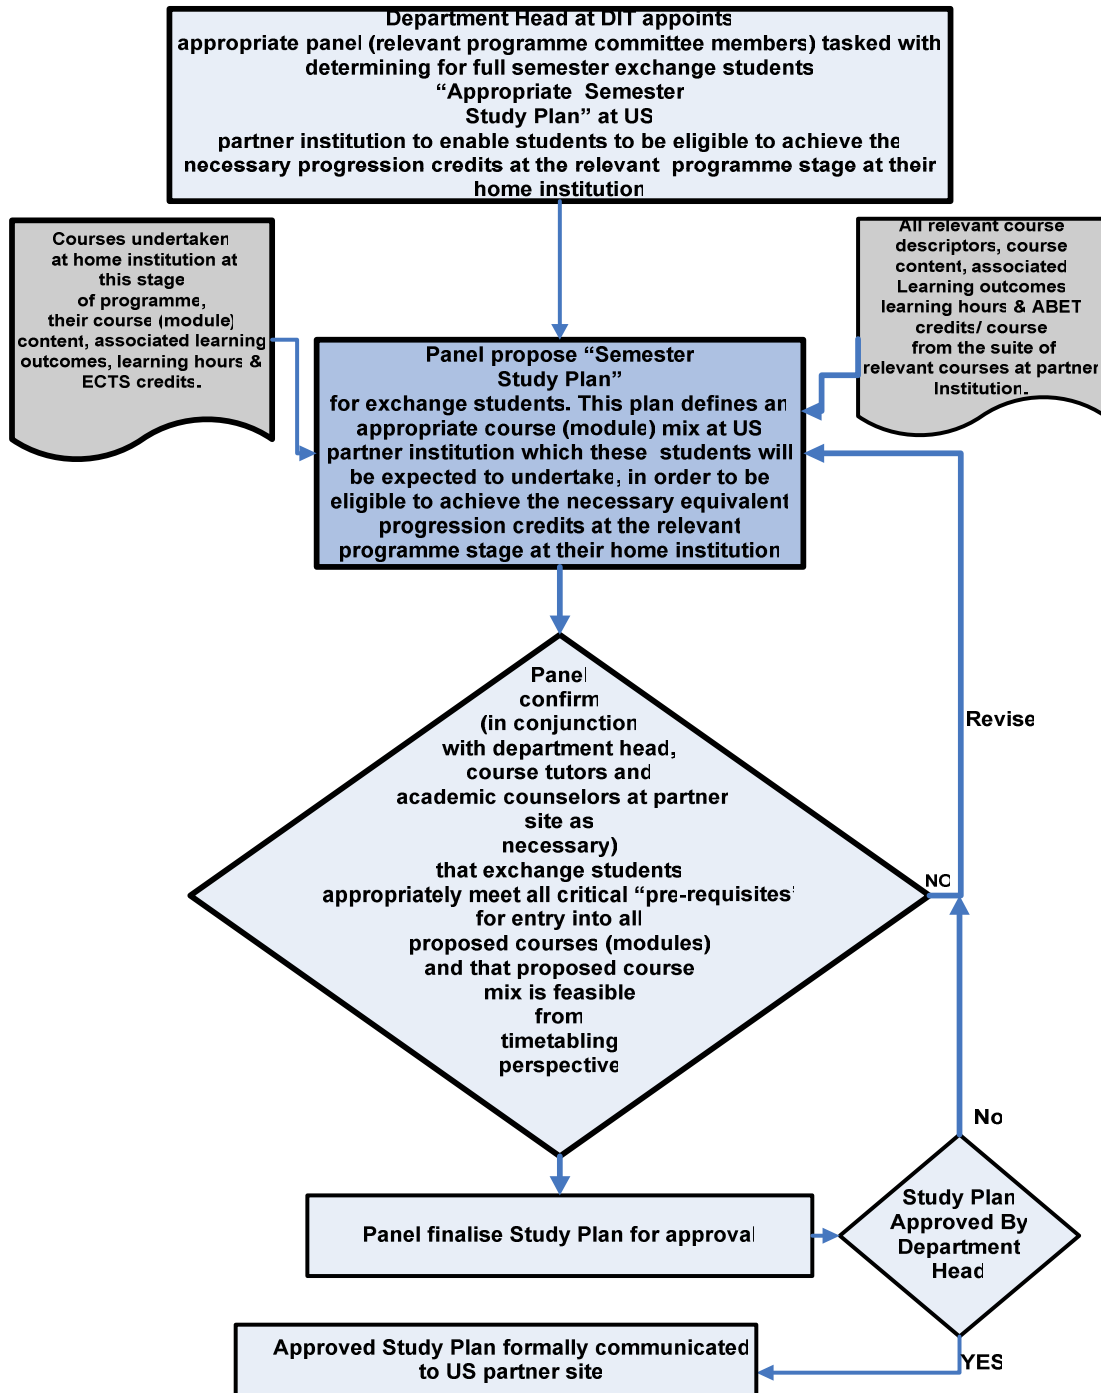 Department Head at DIT appoints
appropriate panel (relevant programme committee members) tasked with
determining for full semester exchange students
“Appropriate Semester
Study Plan” at US
partner institution to enable students to be eligible to achieve the
necessary progression credits at the relevant programme stage at their
home institution
Courses undertaken
at home institution at
this stage
of programme,
their course (module)
content, associated learning
outcomes, learning hours &
ECTS credits.
All relevant course
descriptors, course
content, associated
Learning outcomes
learning hours & ABET
credits/ course
from the suite of
relevant courses at partner
Institution.
Panel propose “Semester
Study Plan”
for exchange students. This plan defines an
appropriate course (module) mix at US
partner institution which these students will
be expected to undertake, in order to be
eligible to achieve the necessary equivalent
progression credits at the relevant
programme stage at their home institution
Revise
Panel
confirm
(in conjunction
with department head,
course tutors and
academic counselors at partner
site as
necessary)
that exchange students
appropriately meet all critical “pre-requisites’
for entry into all
proposed courses (modules)
and that proposed course
mix is feasible
from
timetabling
perspective
NO
No
Panel finalise Study Plan for approval
Study Plan
Approved By
Department
Head
YES
Approved Study Plan formally communicated
to US partner site